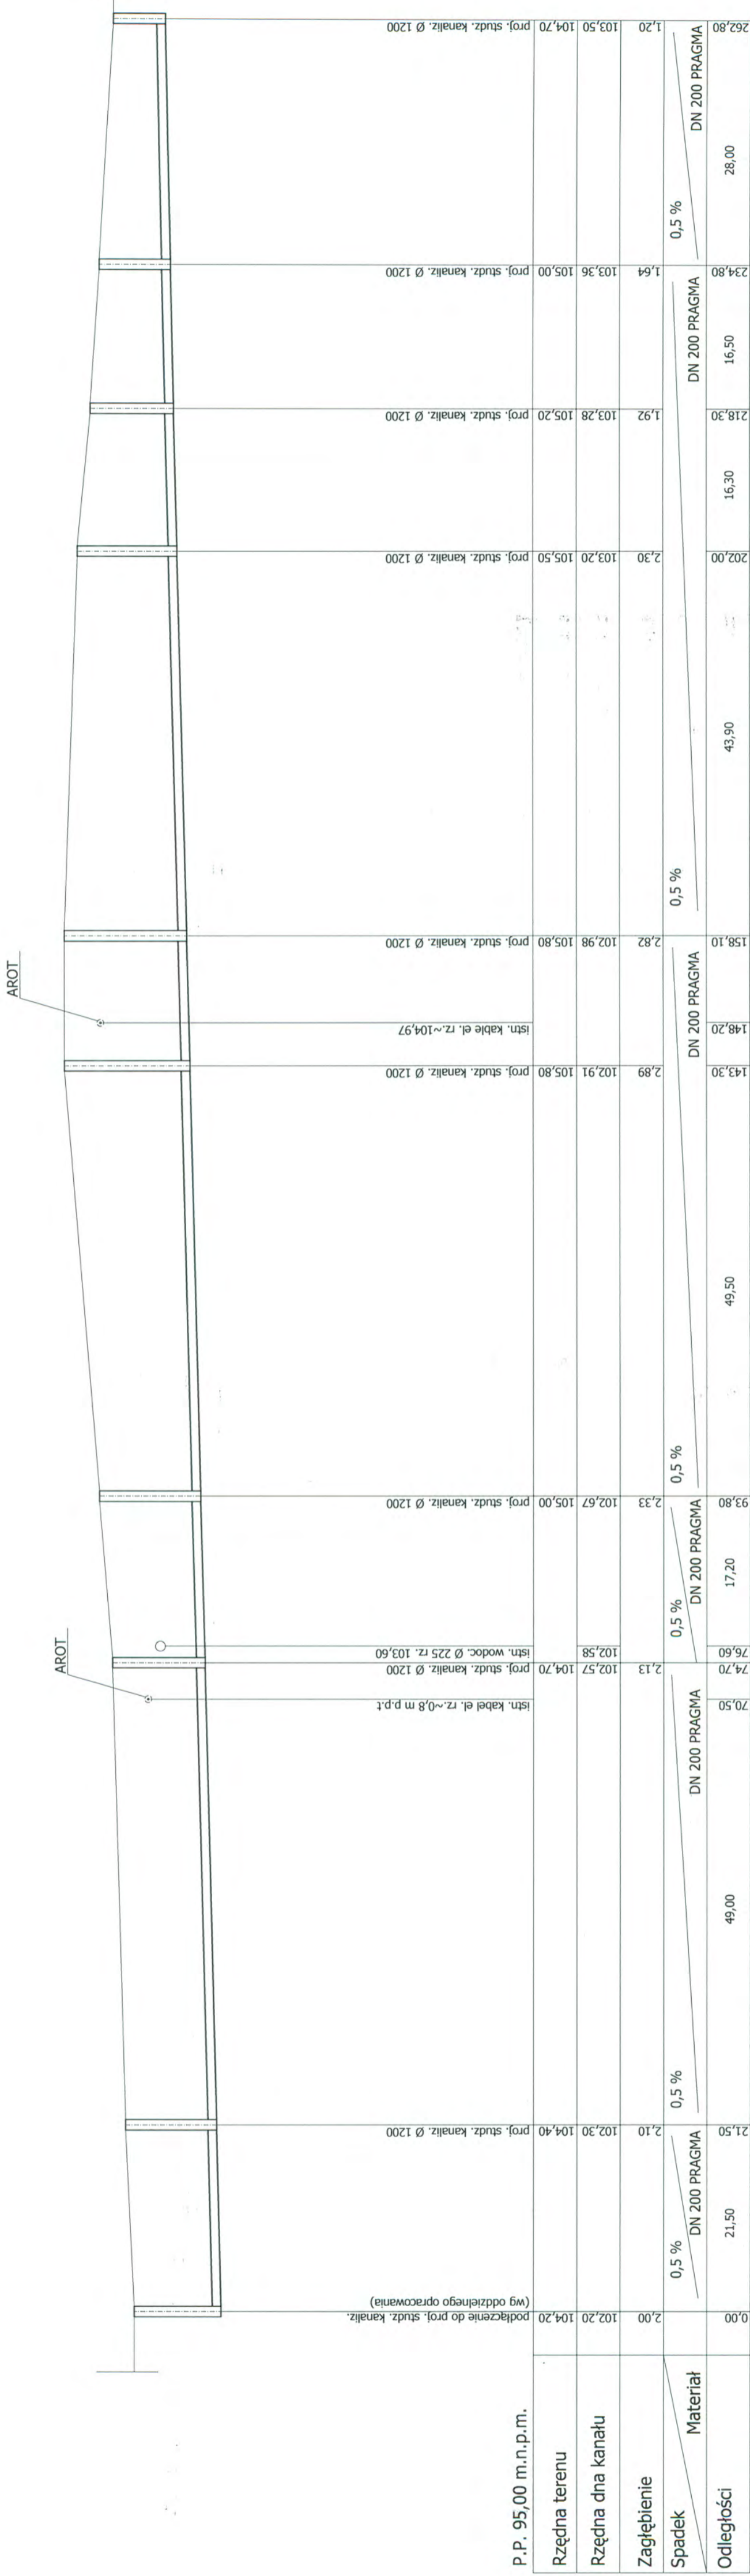 AROT
AROT
podłączenie do proj. studz. kanaliz.
(wg oddzielnego opracowania)
proj. studz. kanaliz. Ø 1200
istn. kabel el. rz.~0,8 m p.p.t
proj. studz. kanaliz. Ø 1200
istn. wodoc. Ø 225 rz. 103,60
proj. studz. kanaliz. Ø 1200
proj. studz. kanaliz. Ø 1200
istn. kable el. rz.~104,97
proj. studz. kanaliz. Ø 1200
proj. studz. kanaliz. Ø 1200
proj. studz. kanaliz. Ø 1200
proj. studz. kanaliz. Ø 1200
proj. studz. kanaliz. Ø 1200
P.P. 95,00 m.n.p.m.
Rzędna terenu 104,20 104,40 104,70 105,00 105,80 105,80 105,50 105,20 105,00 104,70
Rzędna dna kanału 102,20 102,30 102,57 102,58 102,67 102,91 102,98 103,20 103,28 103,36 103,50
Zagłębienie 2,00 2,10 2,13 2,33 2,89 2,82 2,30 1,92 1,64 1,20
Spadek 0,5 % 0,5 % 0,5 % 0,5 % 0,5 % 0,5 %
Materiał DN 200 PRAGMA DN 200 PRAGMA DN 200 PRAGMA DN 200 PRAGMA DN 200 PRAGMA DN 200 PRAGMA
Odległości 0,00 21,50 21,50 49,00 70,50 74,70 76,60 17,20 93,80 49,50 143,30 148,20 158,10 43,90 202,00 16,30 218,30 16,50 234,80 28,00 262,80